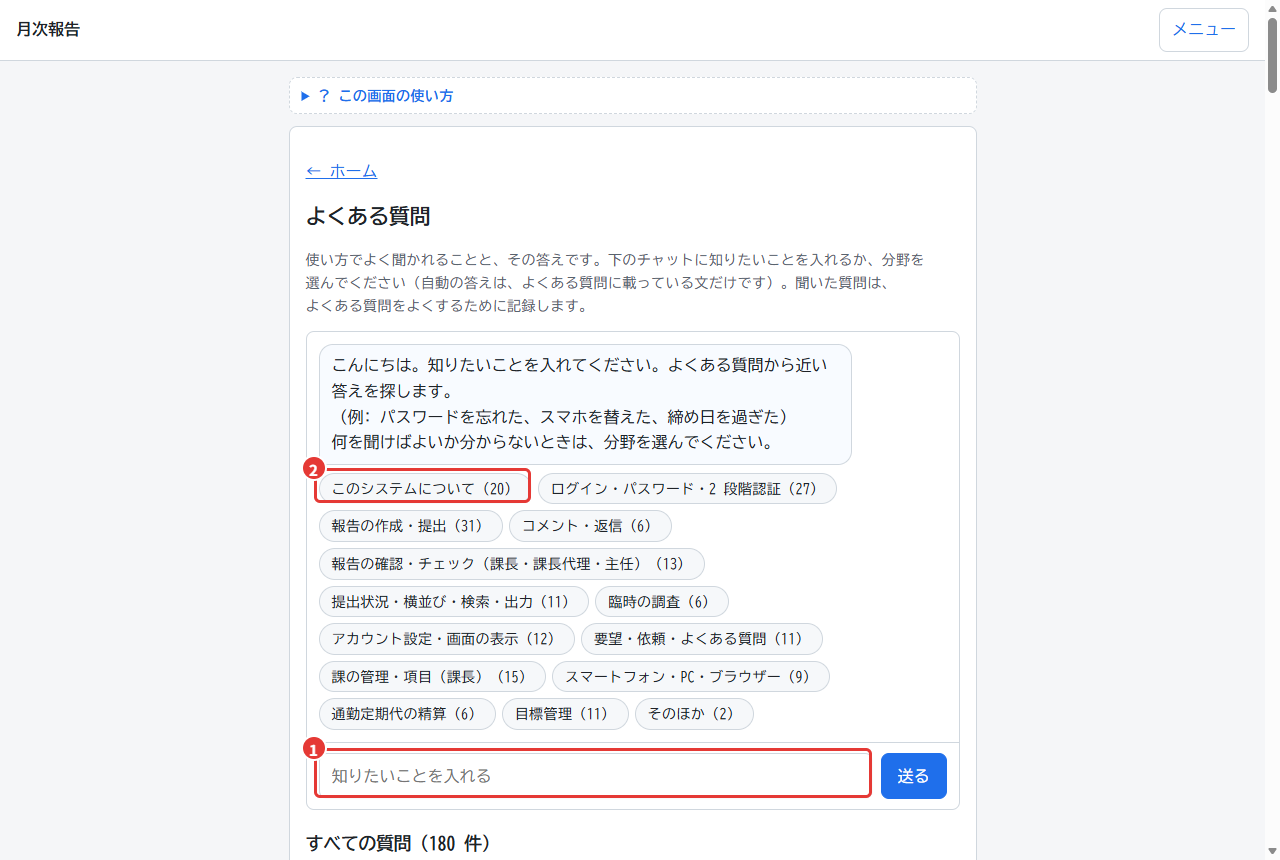 月次報告
メニュー
▶ ? この画面の使い方
← ホーム
よくある質問
使い方でよく聞かれることと、その答えです。下のチャットに知りたいことを入れるか、分野を
選んでください（自動の答えは、よくある質問に載っている文だけです）。聞いた質問は、
よくある質問をよくするために記録します。
こんにちは。知りたいことを入れてください。よくある質問から近い
答えを探します。
（例: パスワードを忘れた、スマホを替えた、締め日を過ぎた）
何を聞けばよいか分からないときは、分野を選んでください。
2
このシステムについて（20） ログイン・パスワード・2 段階認証（27）
報告の作成・提出（31） コメント・返信（6）
報告の確認・チェック（課長・課長代理・主任）（13）
提出状況・横並び・検索・出力（11） 臨時の調査（6）
アカウント設定・画面の表示（12） 要望・依頼・よくある質問（11）
課の管理・項目（課長）（15） スマートフォン・PC・ブラウザー（9）
通勤定期代の精算（6） 目標管理（11） そのほか（2）
1
知りたいことを入れる 送る
すべての質問（180 件）